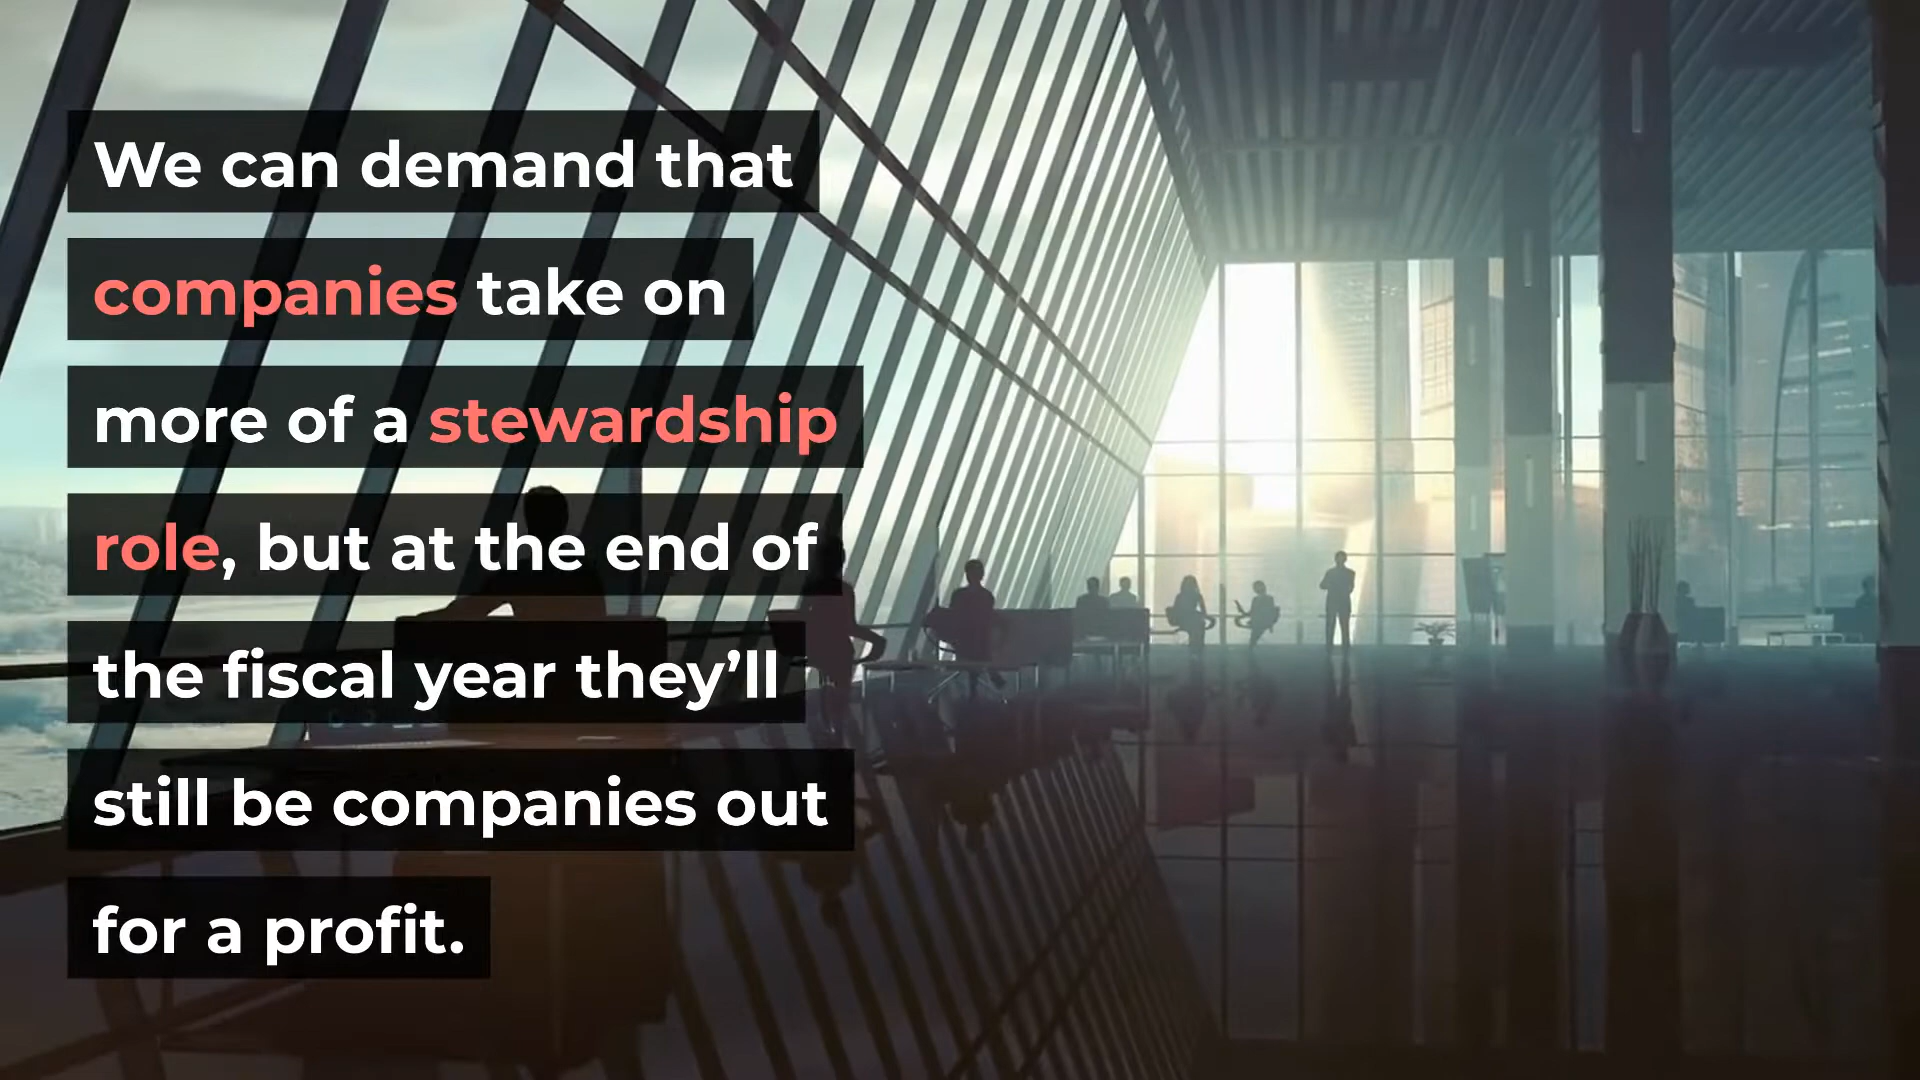 We can demand that
companies take on
more of a stewardship
role, but at the end of
the fiscal year they’ll
still be companies out
for a profit.